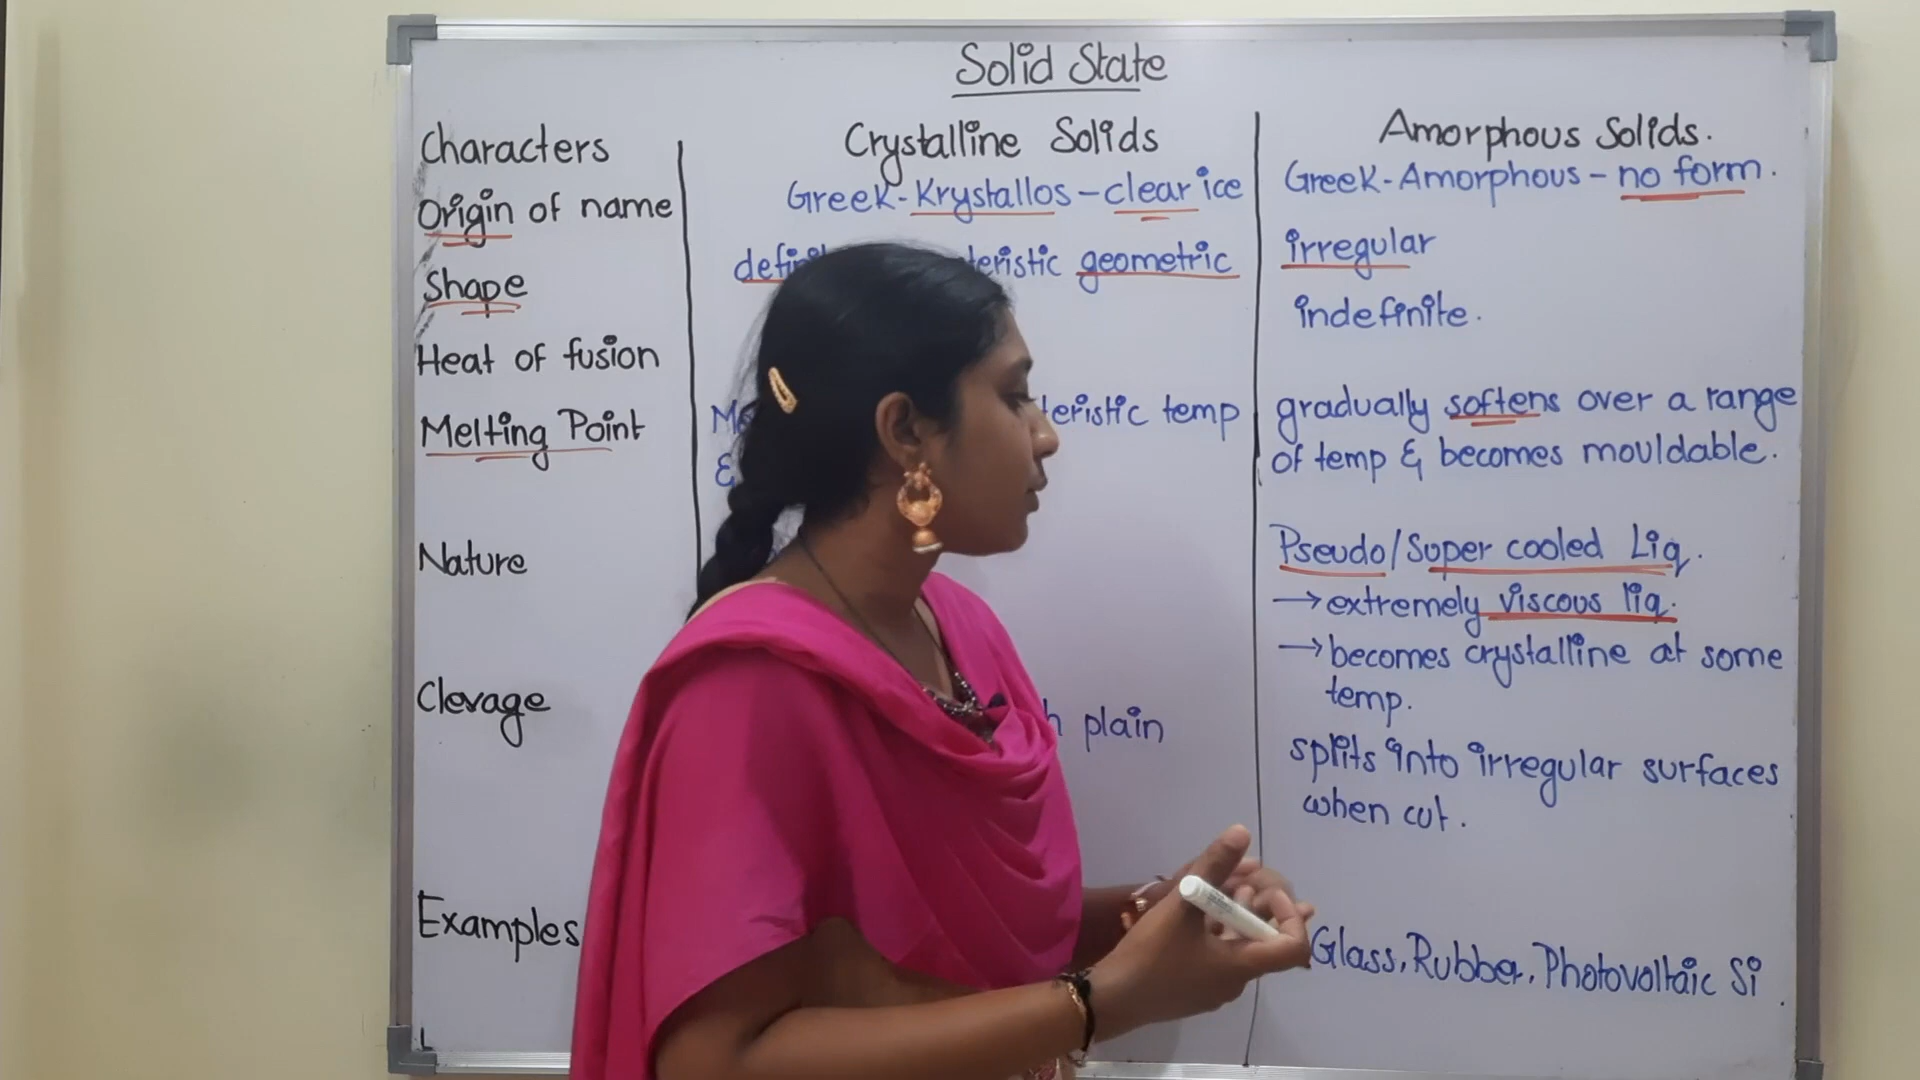 Solid State
Characters
Crystalline Solids
Amorphous Solids.
Origin of name
Greek-Krystallos-clear ice
Greek-Amorphous-no form.
Shape
geometric
irregular
Heat of fusion
indefinite.
Melting Point
temp
&
gradually softens over a range
of temp & becomes mouldable.
Nature
Pseudo/Super cooled Liq.
→extremely viscous liq.
→becomes crystalline at some
temp.
Clevage
plain
splits into irregular surfaces
when cut.
Examples
Glass, Rubber, Photovoltaic Si.